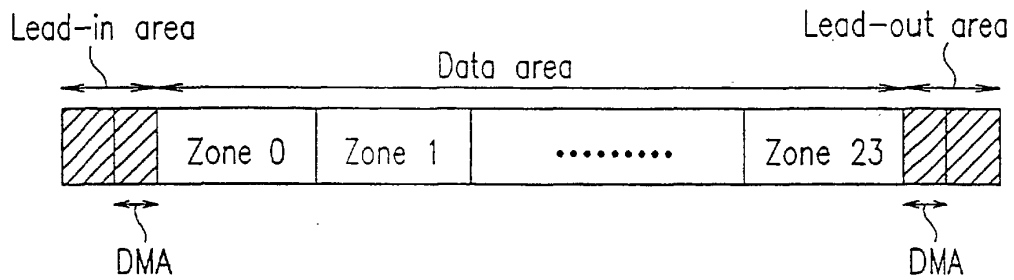 Lead-in area
Lead-out area
Data area
Zone 0
Zone 1
.........
Zone 23
DMA
DMA